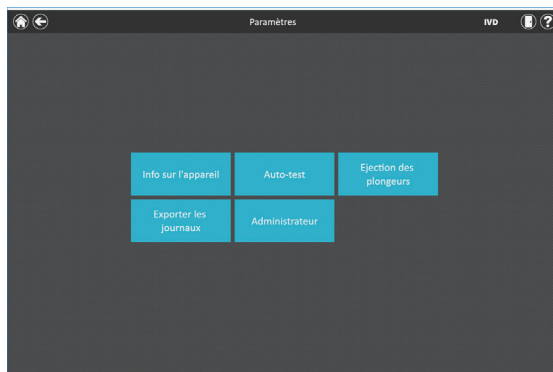 Paramètres
IVD
?
Info sur l'appareil
Auto-test
Ejection des
plongeurs
Exporter les
journaux
Administrateur